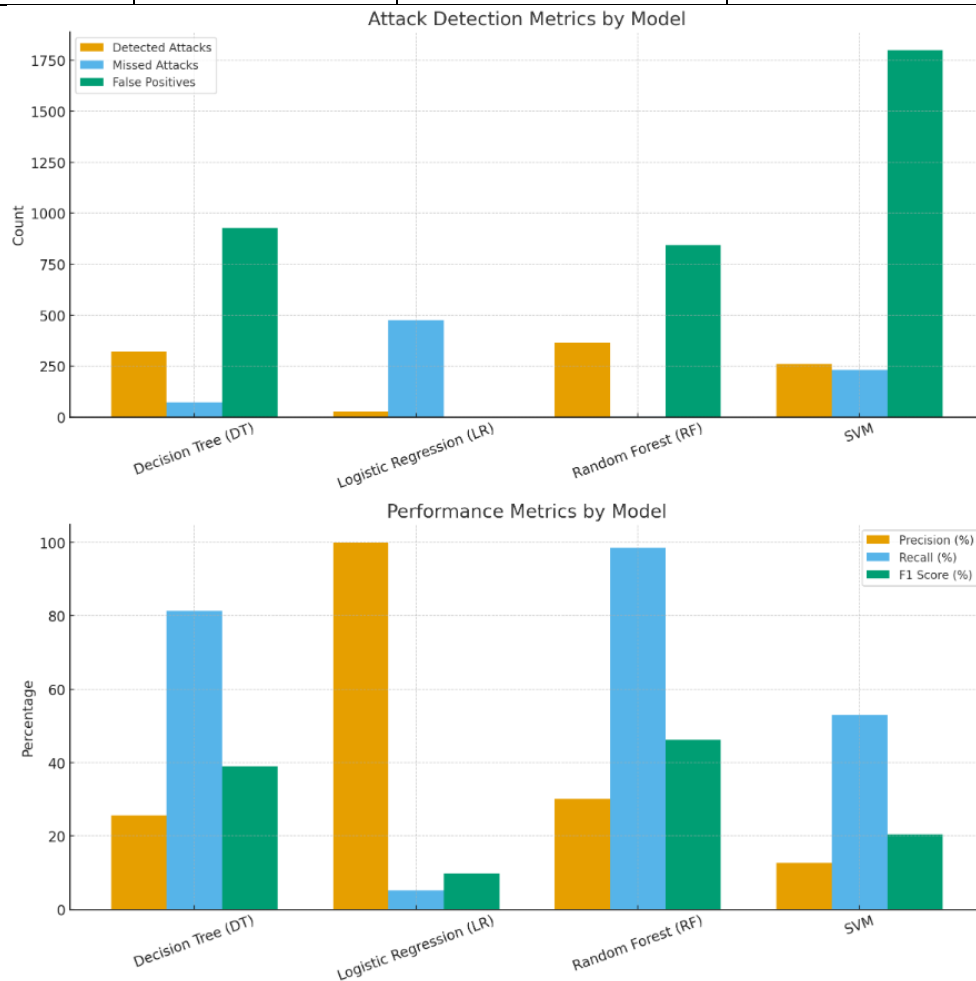 Attack Detection Metrics by Model
Detected Attacks
Missed Attacks
False Positives
1750
1500
1250
1000
750
500
250
0
Count
Decision Tree (DT)
Logistic Regression (LR)
Random Forest (RF)
SVM
Performance Metrics by Model
Precision (%)
Recall (%)
F1 Score (%)
100
80
60
40
20
0
Percentage
Decision Tree (DT)
Logistic Regression (LR)
Random Forest (RF)
SVM